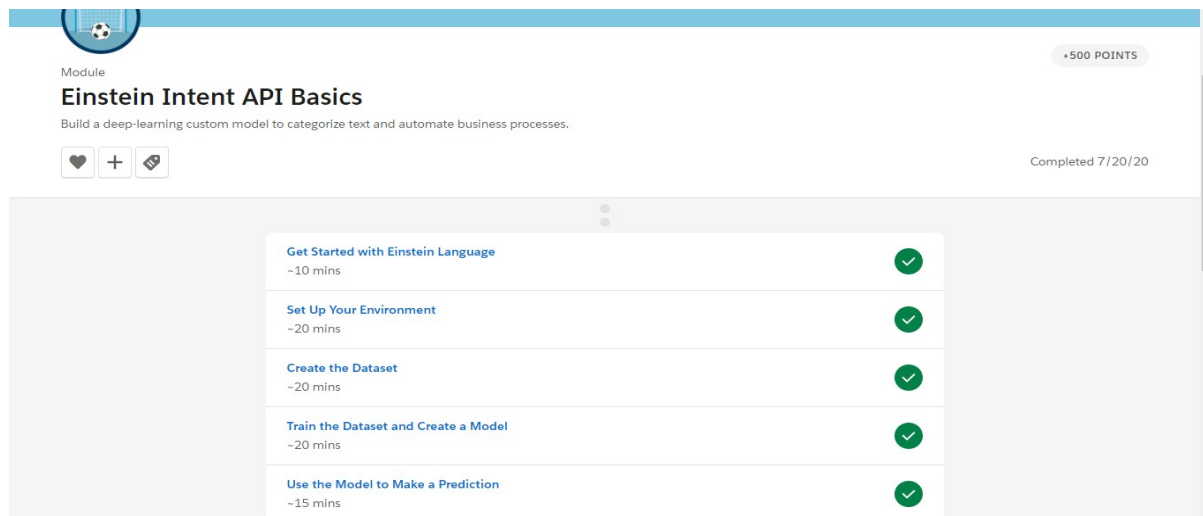 +500 POINTS
Module
Einstein Intent API Basics
Build a deep-learning custom model to categorize text and automate business processes.
Completed 7/20/20
Get Started with Einstein Language
~10 mins
Set Up Your Environment
~20 mins
Create the Dataset
~20 mins
Train the Dataset and Create a Model
~20 mins
Use the Model to Make a Prediction
~15 mins